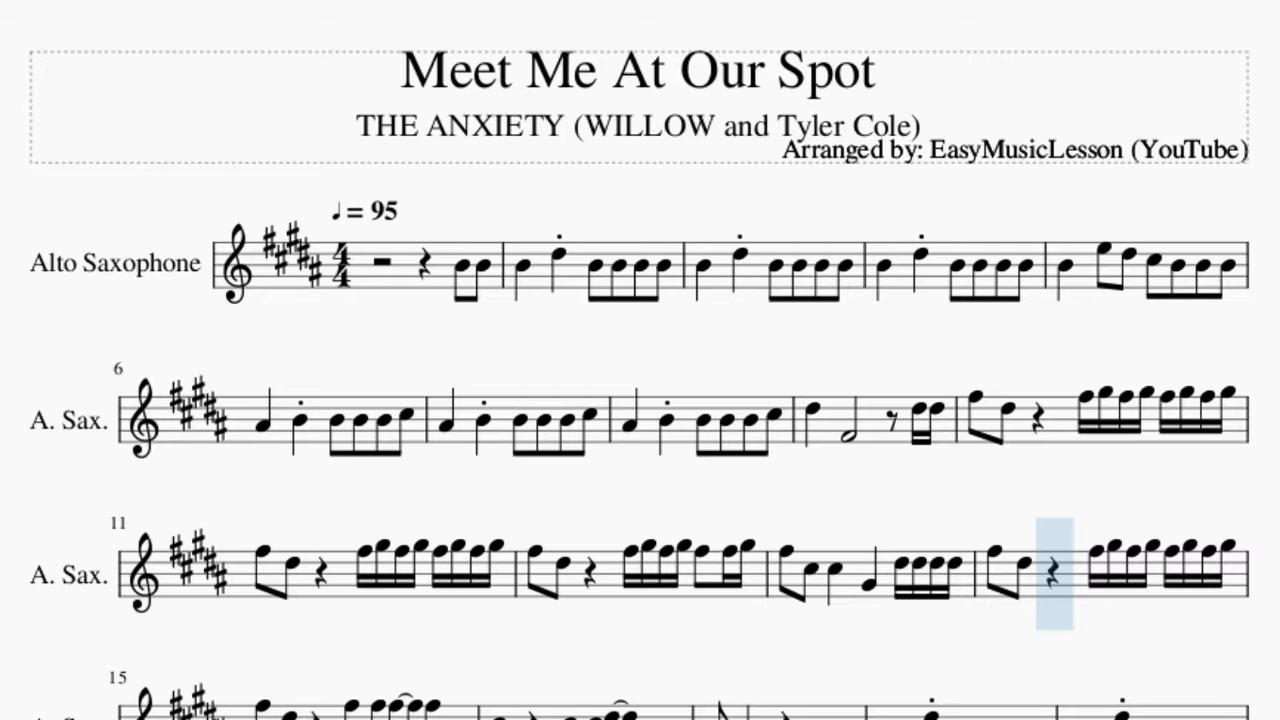 Meet Me At Our Spot
THE ANXIETY (WILLOW and Tyler Cole)
Arranged by: EasyMusicLesson (YouTube)
♩ = 95
Alto Saxophone
4
4
6
A. Sax.
11
A. Sax.
15